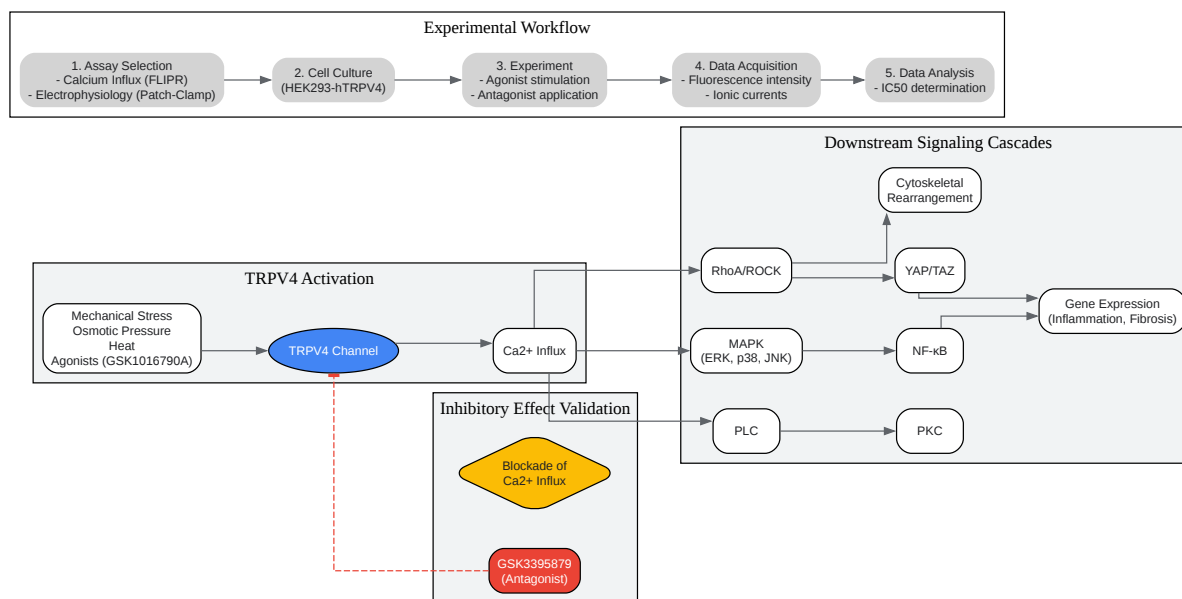 Experimental Workflow
1. Assay Selection
- Calcium Influx (FLIPR)
- Electrophysiology (Patch-Clamp)
2. Cell Culture
(HEK293-hTRPV4)
3. Experiment
- Agonist stimulation
- Antagonist application
4. Data Acquisition
- Fluorescence intensity
- Ionic currents
5. Data Analysis
- IC50 determination
TRPV4 Activation
Mechanical Stress
Osmotic Pressure
Heat
Agonists (GSK1016790A)
TRPV4 Channel
Ca2+ Influx
Downstream Signaling Cascades
Cytoskeletal
Rearrangement
RhoA/ROCK
YAP/TAZ
Gene Expression
(Inflammation, Fibrosis)
MAPK
(ERK, p38, JNK)
NF-κB
PLC
PKC
Inhibitory Effect Validation
Blockade of
Ca2+ Influx
GSK3395879
(Antagonist)